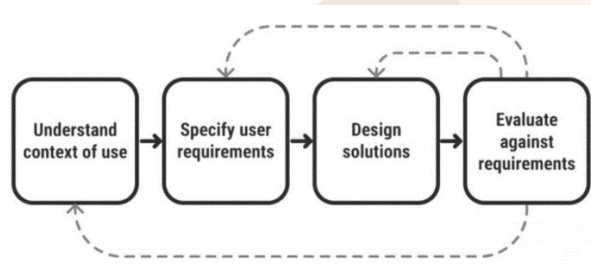 Understand
context of use
Specify user
requirements
Design
solutions
Evaluate
against
requirements